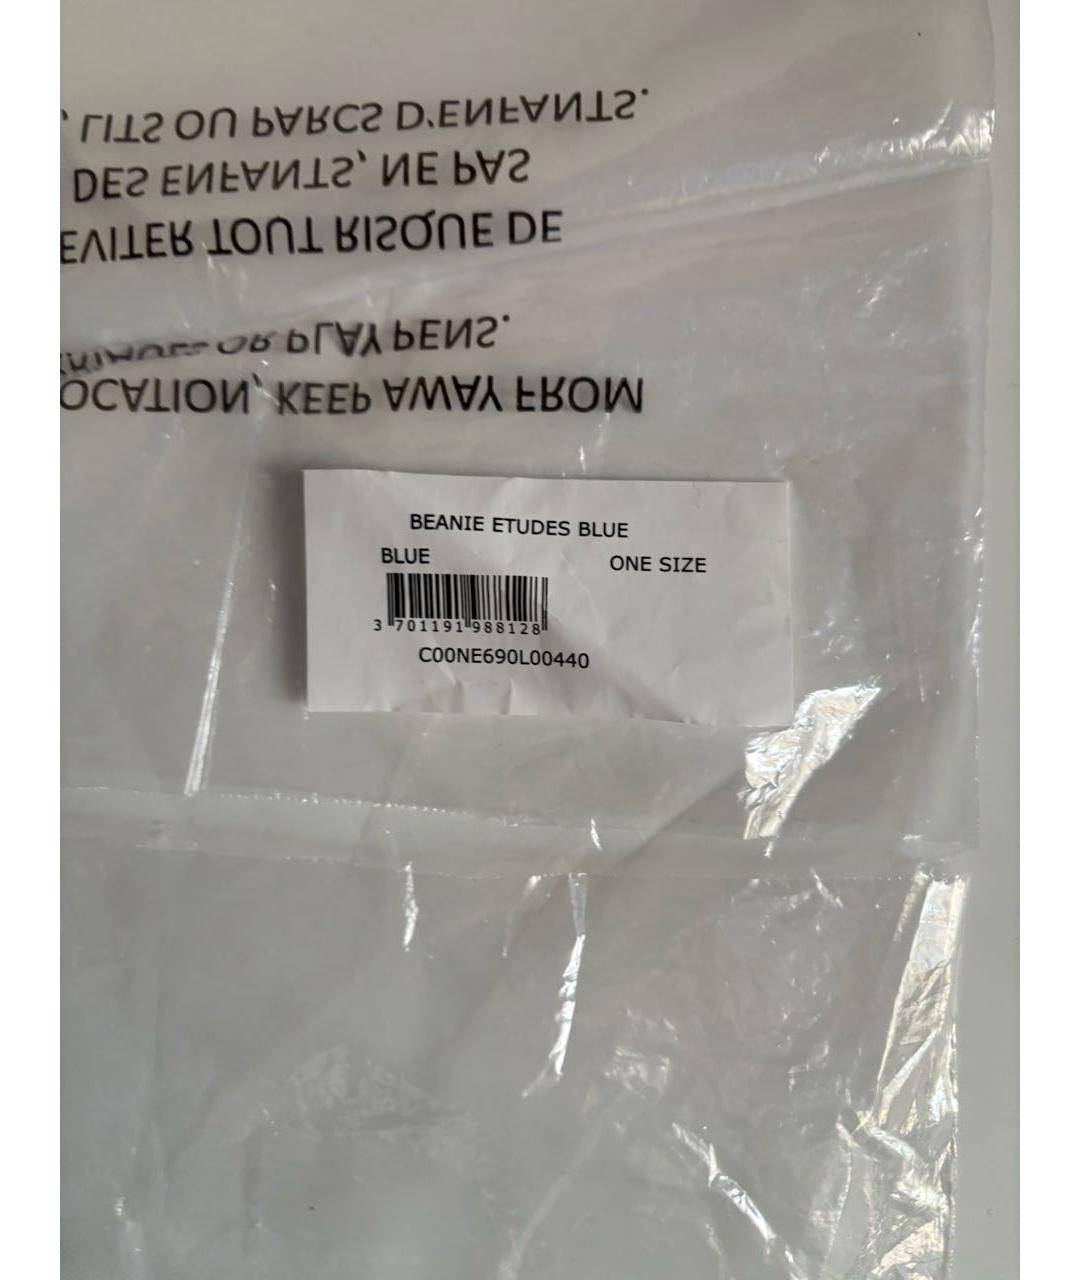 OCATION, KEEP AWAY FROM
OR PLAY PENS.
EVITER TOUT RISQUE DE
DES ENFANTS, NE PAS
, LITS OU PARCS D'ENFANTS.
BEANIE ETUDES BLUE
BLUE ONE SIZE
3 701191 988128
C00NE690L00440